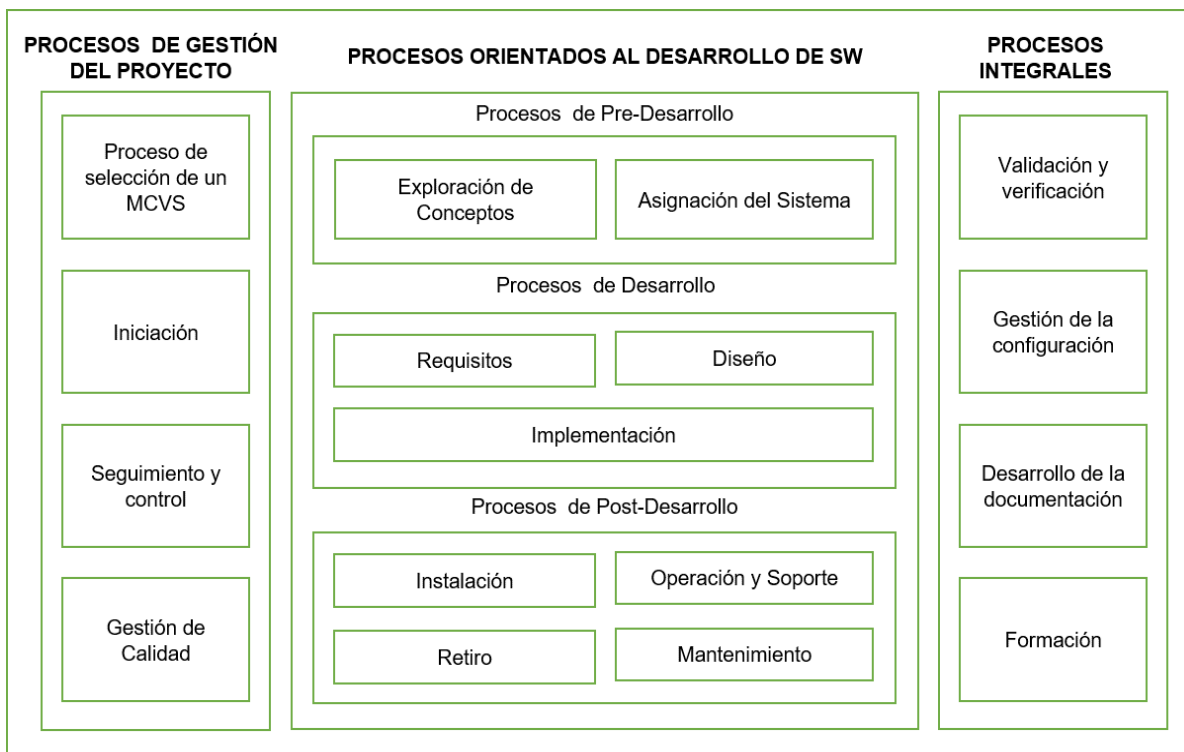 PROCESOS DE GESTIÓN
DEL PROYECTO
Proceso de
selección de un
MCVS
Iniciación
Seguimiento y
control
Gestión de
Calidad
PROCESOS ORIENTADOS AL DESARROLLO DE SW
Procesos de Pre-Desarrollo
Exploración de
Conceptos
Asignación del Sistema
Procesos de Desarrollo
Requisitos
Diseño
Implementación
Procesos de Post-Desarrollo
Instalación
Operación y Soporte
Retiro
Mantenimiento
PROCESOS
INTEGRALES
Validación y
verificación
Gestión de la
configuración
Desarrollo de la
documentación
Formación